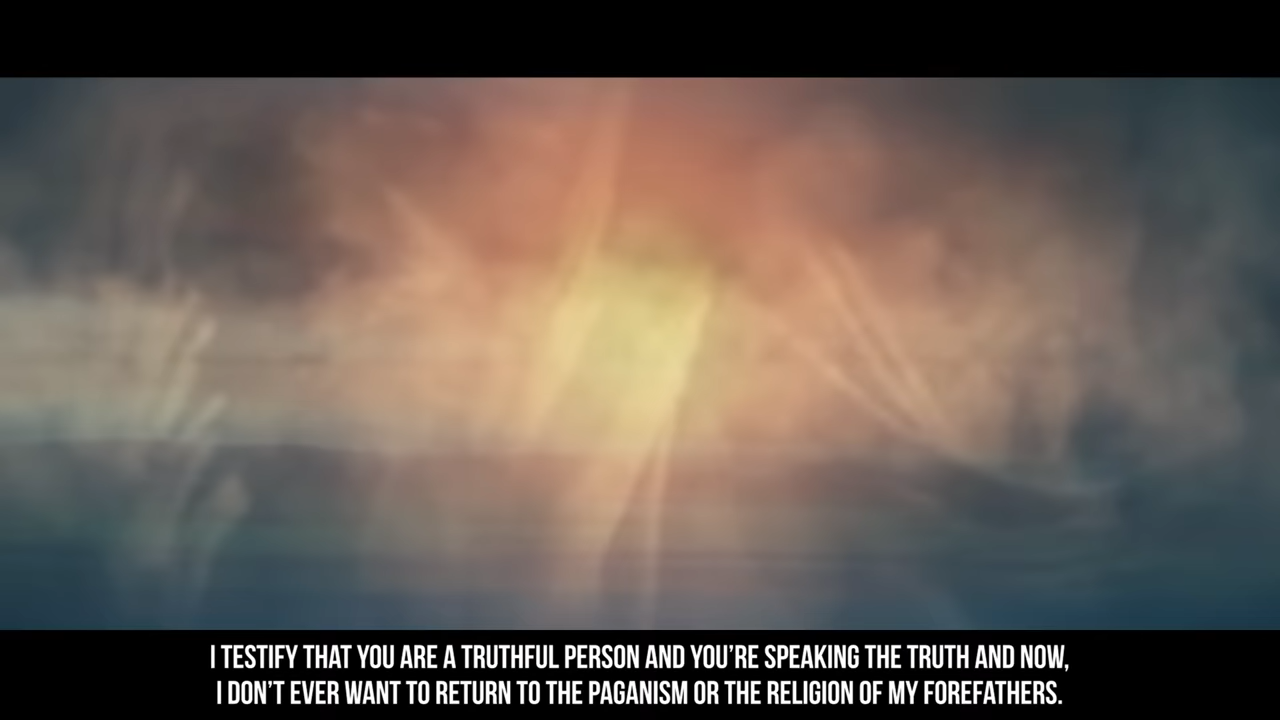 I TESTIFY THAT YOU ARE A TRUTHFUL PERSON AND YOU’RE SPEAKING THE TRUTH AND NOW,
I DON’T EVER WANT TO RETURN TO THE PAGANISM OR THE RELIGION OF MY FOREFATHERS.